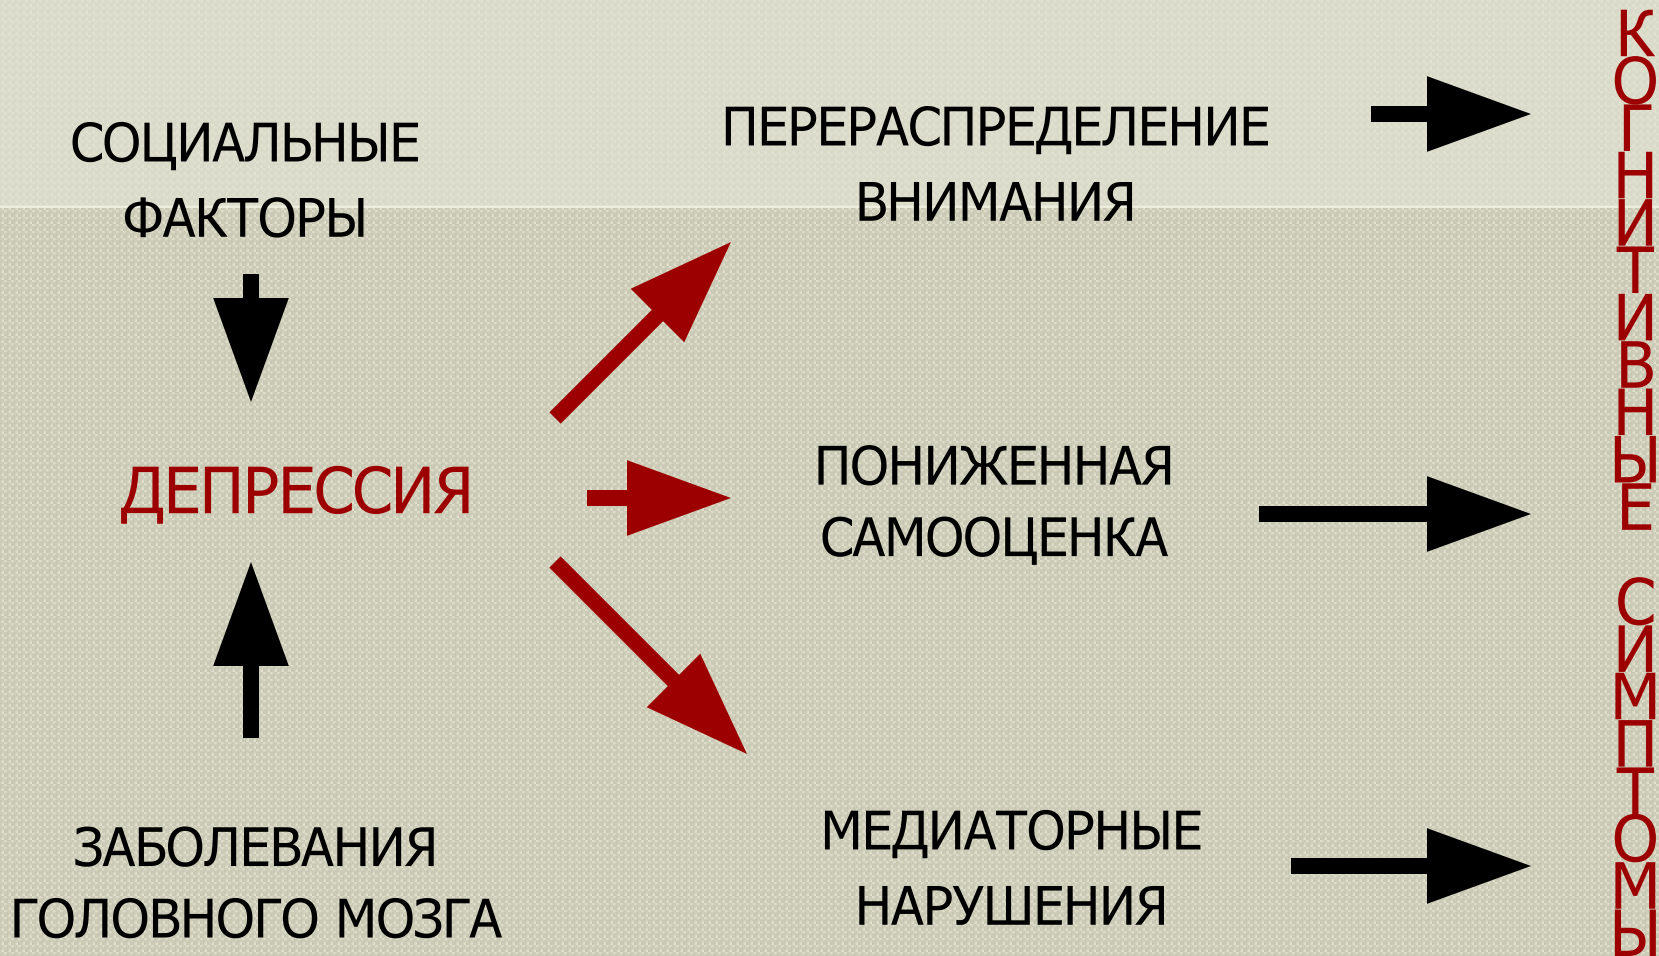 СОЦИАЛЬНЫЕ
ФАКТОРЫ
ДЕПРЕССИЯ
ЗАБОЛЕВАНИЯ
ГОЛОВНОГО МОЗГА
ПЕРЕРАСПРЕДЕЛЕНИЕ
ВНИМАНИЯ
ПОНИЖЕННАЯ
САМООЦЕНКА
МЕДИАТОРНЫЕ
НАРУШЕНИЯ
КОГНИТИВНЫЕ СИМПТОМЫ